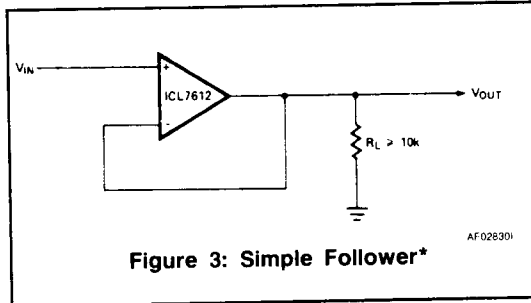 VIN
+
ICL7612
-
VOUT
RL ⩾ 10k
AF02830I
Figure 3: Simple Follower*